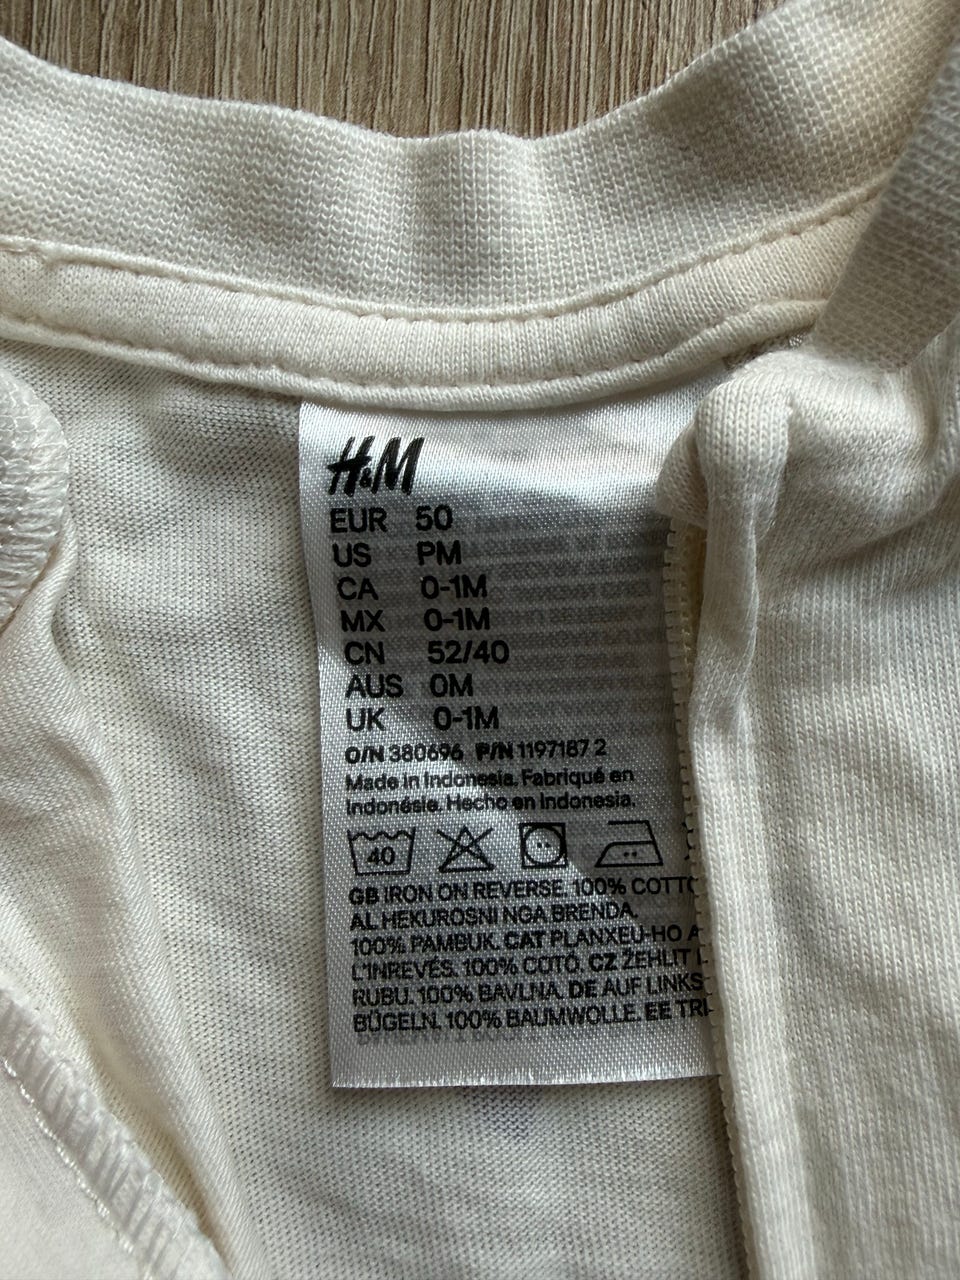 H&M
EUR 50
US PM
CA 0-1M
MX 0-1M
CN 52/40
AUS 0M
UK 0-1M
O/N 380696 P/N 1197187 2
Made in Indonesia. Fabriqué en
Indonésie. Hecho en Indonesia.
40
GB IRON ON REVERSE. 100% COTTO
AL HEKUROSNI NGA BRENDA.
100% PAMBUK. CAT PLANXEU-HO A
L'INREVÉS. 100% COTÓ. CZ ŽEHLIT
RUBU. 100% BAVLNA. DE AUF LINKS
BÜGELN. 100% BAUMWOLLE. EE TRI-